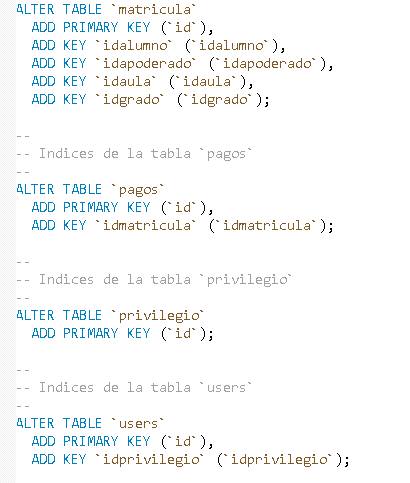 ALTER TABLE `matricula`
ADD PRIMARY KEY (`id`),
ADD KEY `idalumno` (`idalumno`),
ADD KEY `idapoderado` (`idapoderado`),
ADD KEY `idaula` (`idaula`),
ADD KEY `idgrado` (`idgrado`);
--
-- Indices de la tabla `pagos`
--
ALTER TABLE `pagos`
ADD PRIMARY KEY (`id`),
ADD KEY `idmatricula` (`idmatricula`);
--
-- Indices de la tabla `privilegio`
--
ALTER TABLE `privilegio`
ADD PRIMARY KEY (`id`);
--
-- Indices de la tabla `users`
--
ALTER TABLE `users`
ADD PRIMARY KEY (`id`),
ADD KEY `idprivilegio` (`idprivilegio`);